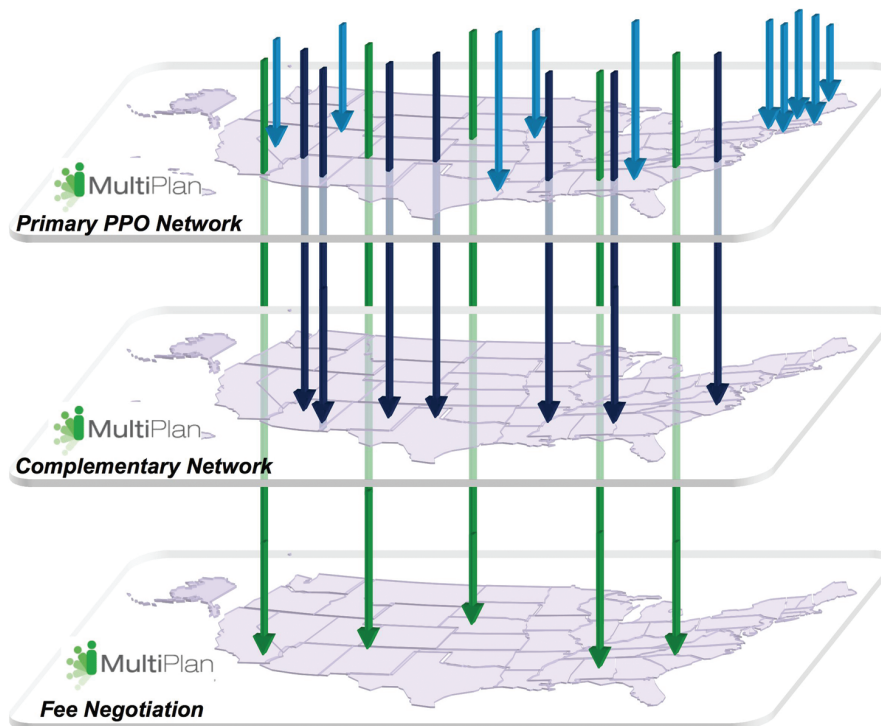 MultiPlan
Primary PPO Network
MultiPlan
Complementary Network
MultiPlan
Fee Negotiation